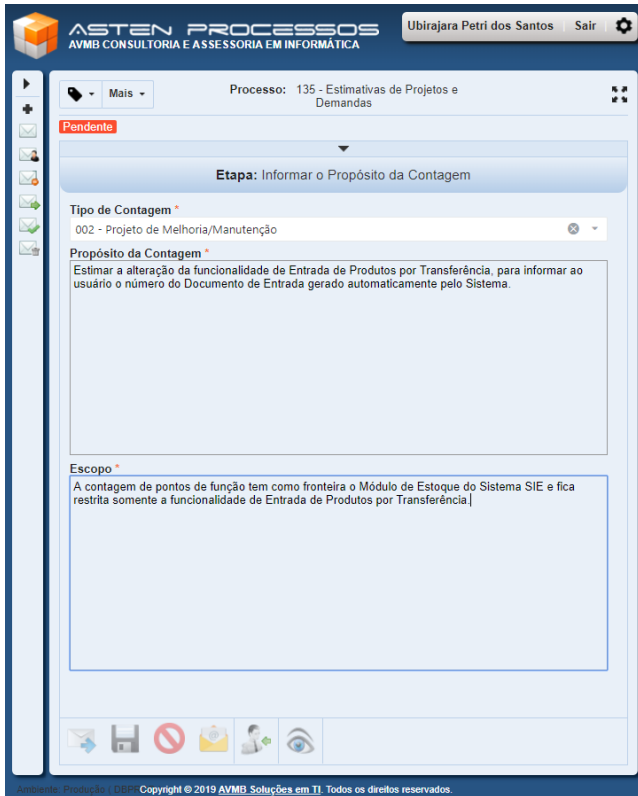 ASTEN PROCESSOS
AVMB CONSULTORIA E ASSESSORIA EM INFORMÁTICA
Ubirajara Petri dos Santos Sair
Mais
Processo: 135 - Estimativas de Projetos e
Demandas
Pendente
Etapa: Informar o Propósito da Contagem
Tipo de Contagem *
002 - Projeto de Melhoria/Manutenção
Propósito da Contagem *
Estimar a alteração da funcionalidade de Entrada de Produtos por Transferência, para informar ao
usuário o número do Documento de Entrada gerado automaticamente pelo Sistema.
Escopo *
A contagem de pontos de função tem como fronteira o Módulo de Estoque do Sistema SIE e fica
restrita somente a funcionalidade de Entrada de Produtos por Transferência.
Ambiente: Produção | DBPR Copyright © 2019 AVMB Soluções em TI. Todos os direitos reservados.